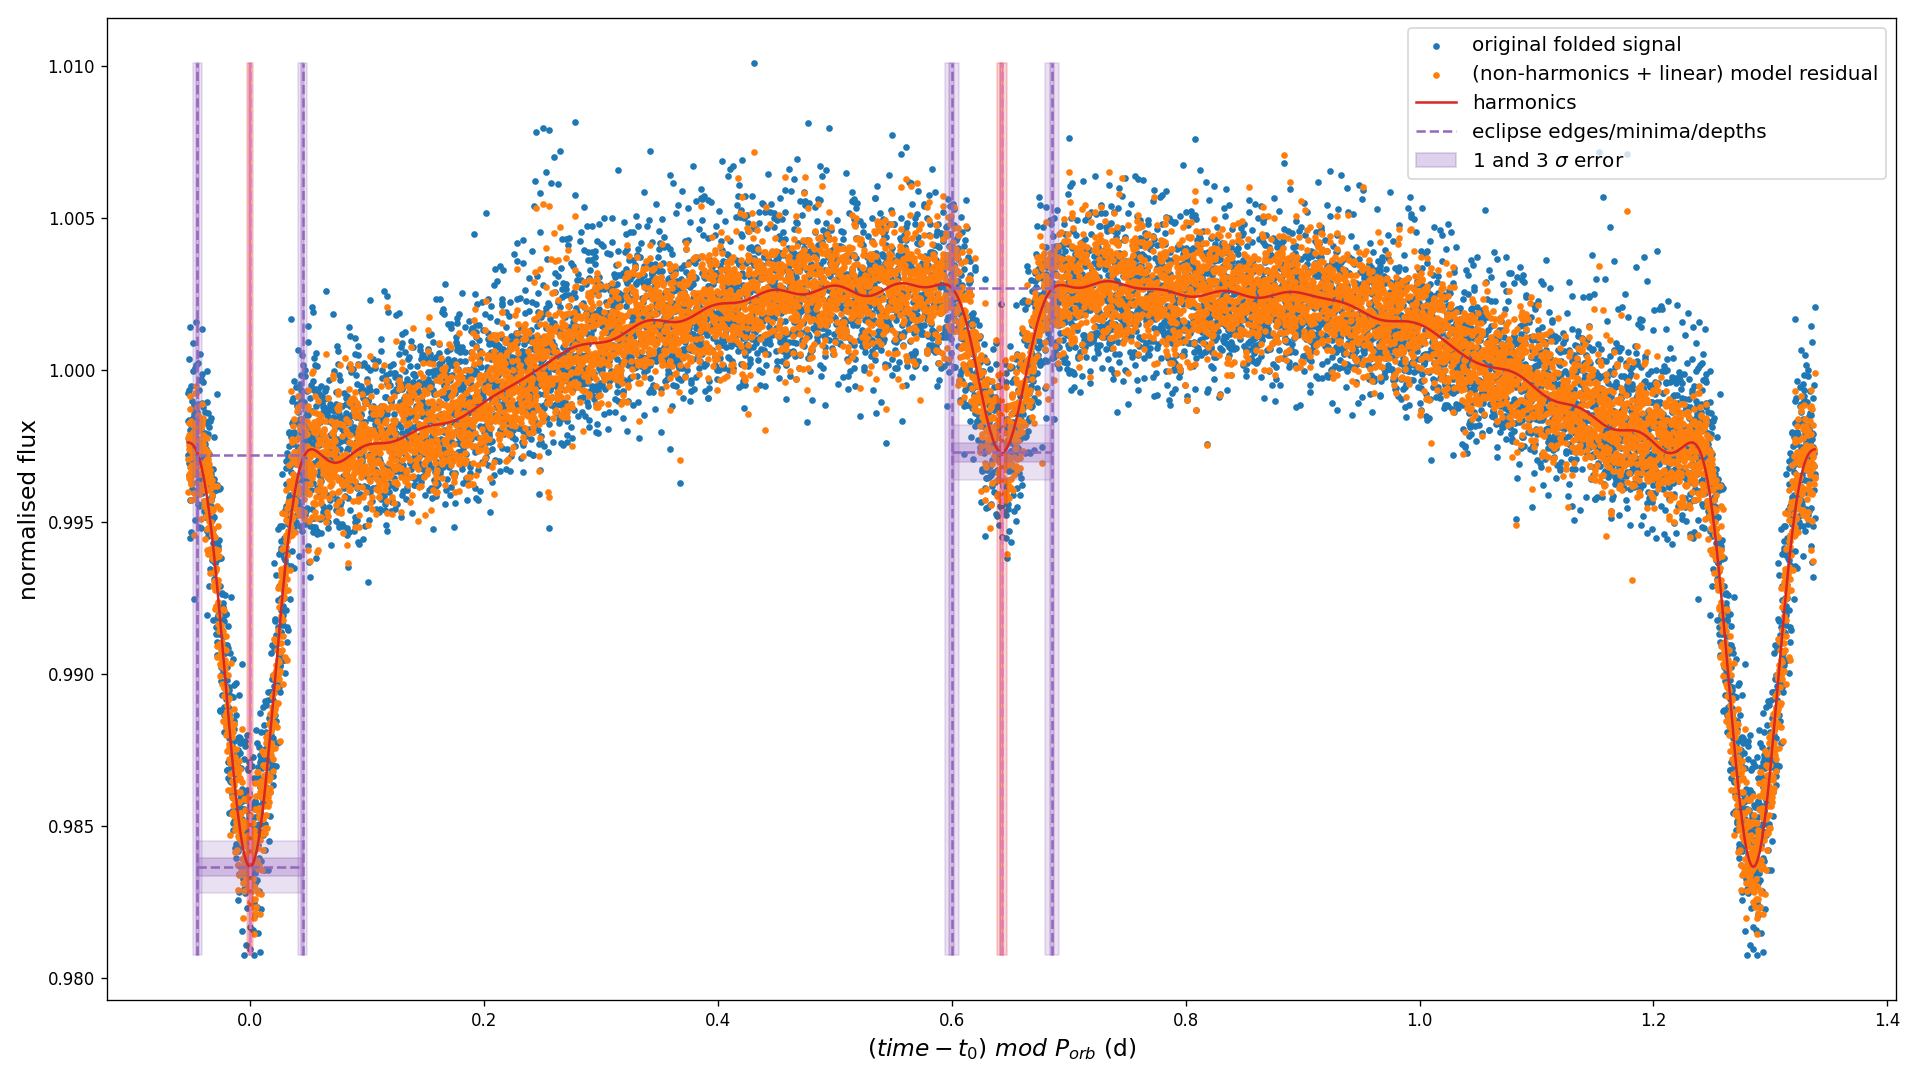 original folded signal
(non-harmonics + linear) model residual
harmonics
eclipse edges/minima/depths
1 and 3 σ error
normalised flux
1.010
1.005
1.000
0.995
0.990
0.985
0.980
0.0 0.2 0.4 0.6 0.8 1.0 1.2 1.4
(time − t₀) mod Pₒᵣb (d)